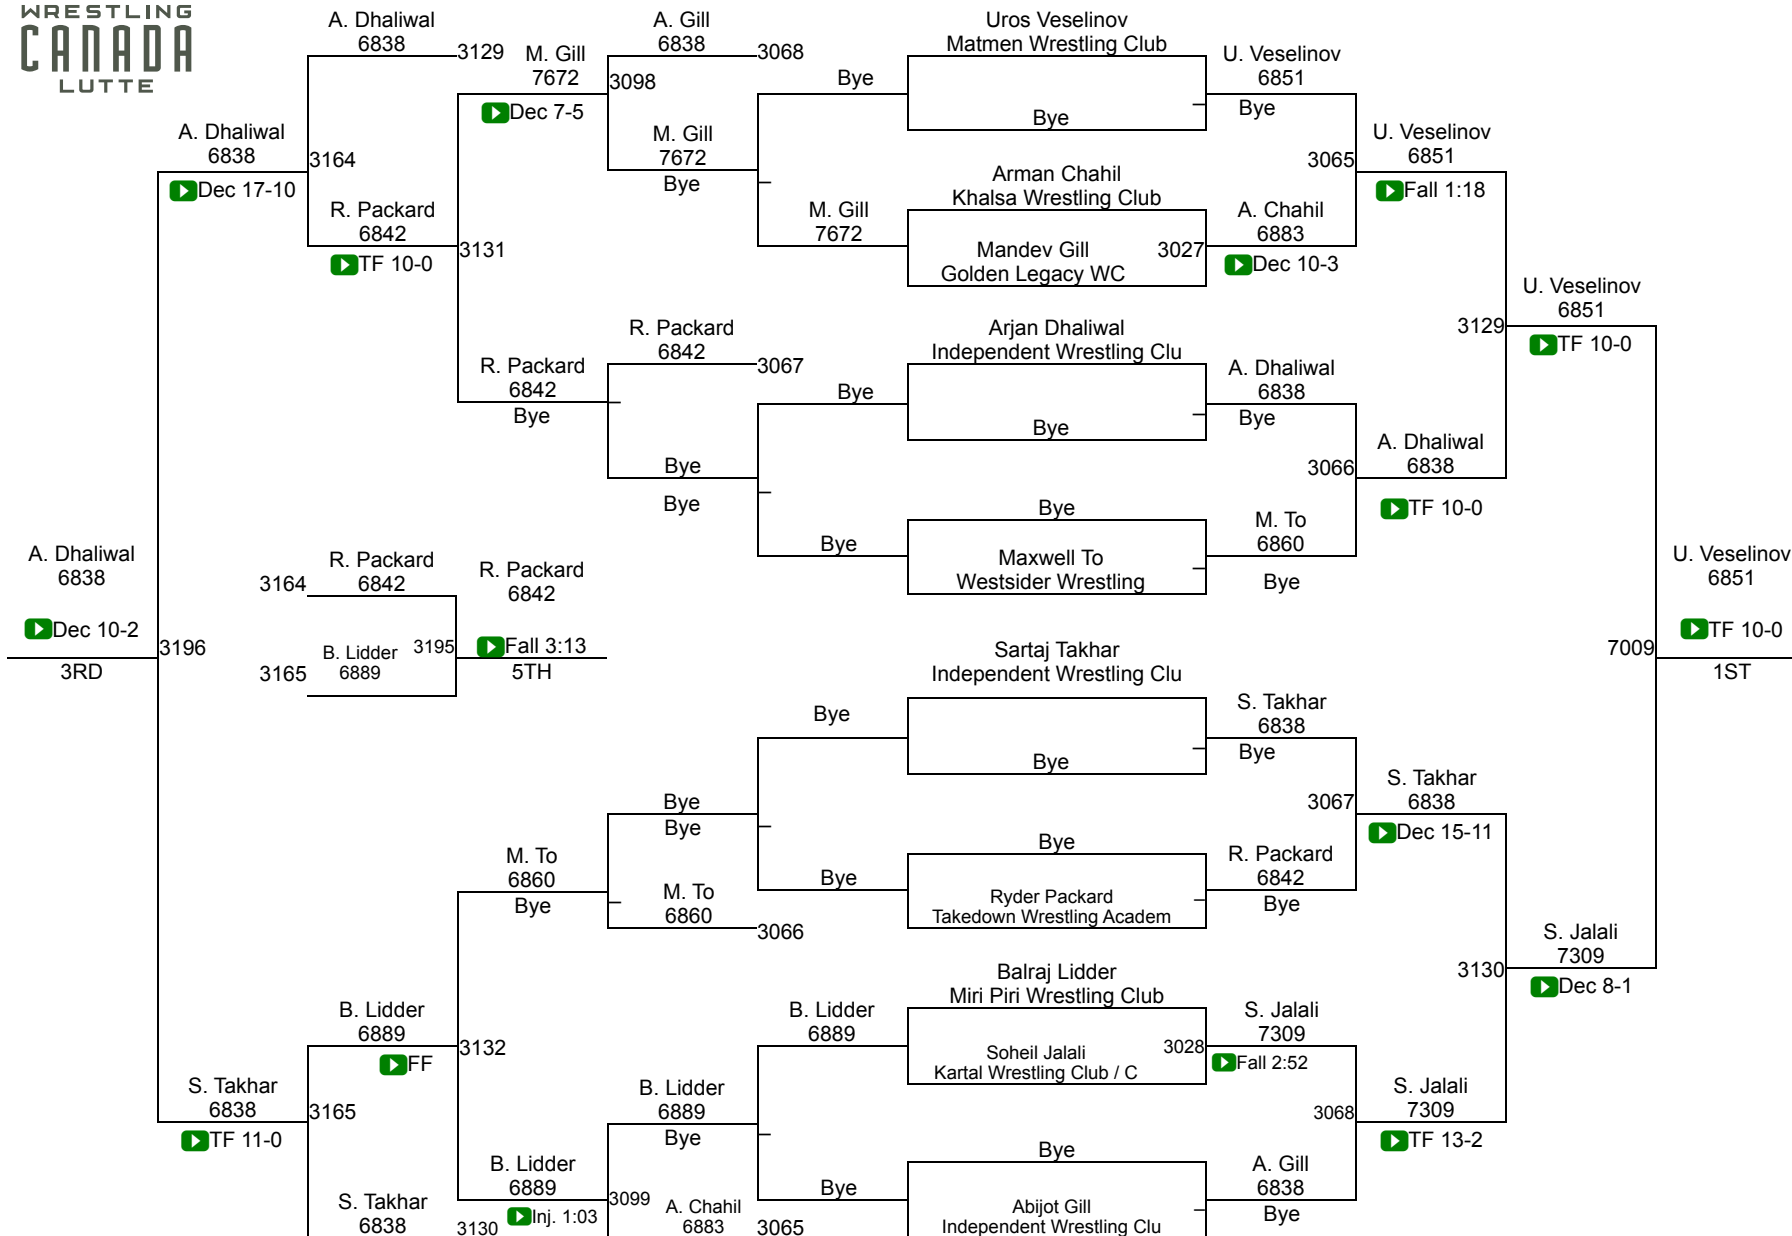 WRESTLING
CANADA
LUTTE
A. Dhaliwal
6838
3129
M. Gill
7672
Dec 7-5
A. Gill
6838
3068
3098
M. Gill
7672
Bye
A. Dhaliwal
6838
Dec 17-10
3164
R. Packard
6842
TF 10-0
3131
Bye
M. Gill
7672
Uros Veselinov
Matmen Wrestling Club
Bye
U. Veselinov
6851
Bye
Arman Chahil
Khalsa Wrestling Club
Mandev Gill
Golden Legacy WC
3027
A. Chahil
6883
Dec 10-3
3065
U. Veselinov
6851
Fall 1:18
R. Packard
6842
Bye
R. Packard
6842
3067
Bye
Bye
Bye
Bye
Arjan Dhaliwal
Independent Wrestling Clu
Bye
A. Dhaliwal
6838
Bye
Bye
Maxwell To
Westsider Wrestling
M. To
6860
Bye
3066
A. Dhaliwal
6838
TF 10-0
3129
U. Veselinov
6851
TF 10-0
A. Dhaliwal
6838
Dec 10-2
3RD
3196
3164
R. Packard
6842
3165
B. Lidder
6889
3195
R. Packard
6842
Fall 3:13
5TH
7009
U. Veselinov
6851
TF 10-0
1ST
Bye
Bye
Bye
Bye
Sartaj Takhar
Independent Wrestling Clu
Bye
S. Takhar
6838
Bye
Bye
Ryder Packard
Takedown Wrestling Academ
R. Packard
6842
Bye
3067
S. Takhar
6838
Dec 15-11
M. To
6860
Bye
M. To
6860
3066
3130
S. Jalali
7309
Dec 8-1
B. Lidder
6889
FF
3132
B. Lidder
6889
Balraj Lidder
Miri Piri Wrestling Club
Soheil Jalali
Kartal Wrestling Club / C
3028
S. Jalali
7309
Fall 2:52
S. Takhar
6838
TF 11-0
3165
B. Lidder
6889
Bye
3068
S. Jalali
7309
TF 13-2
B. Lidder
6889
Inj. 1:03
3099
Bye
Bye
Abijot Gill
Independent Wrestling Clu
A. Gill
6838
Bye
S. Takhar
6838
3130
A. Chahil
6883
3065